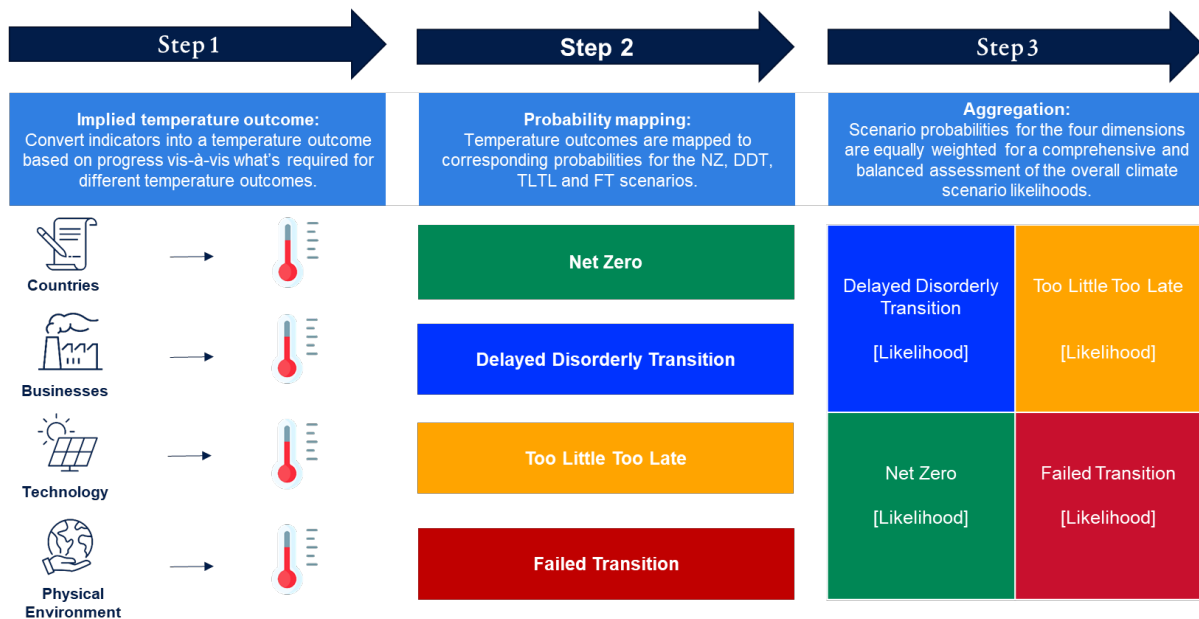 Step 1
Step 2
Step 3
Implied temperature outcome:
Convert indicators into a temperature outcome
based on progress vis-à-vis what's required for
different temperature outcomes.
Probability mapping:
Temperature outcomes are mapped to
corresponding probabilities for the NZ, DDT,
TLTL and FT scenarios.
Aggregation:
Scenario probabilities for the four dimensions
are equally weighted for a comprehensive and
balanced assessment of the overall climate
scenario likelihoods.
Countries
Businesses
Technology
Physical
Environment
Net Zero
Delayed Disorderly Transition
Too Little Too Late
Failed Transition
Delayed Disorderly
Transition
[Likelihood]
Too Little Too Late
[Likelihood]
Net Zero
[Likelihood]
Failed Transition
[Likelihood]